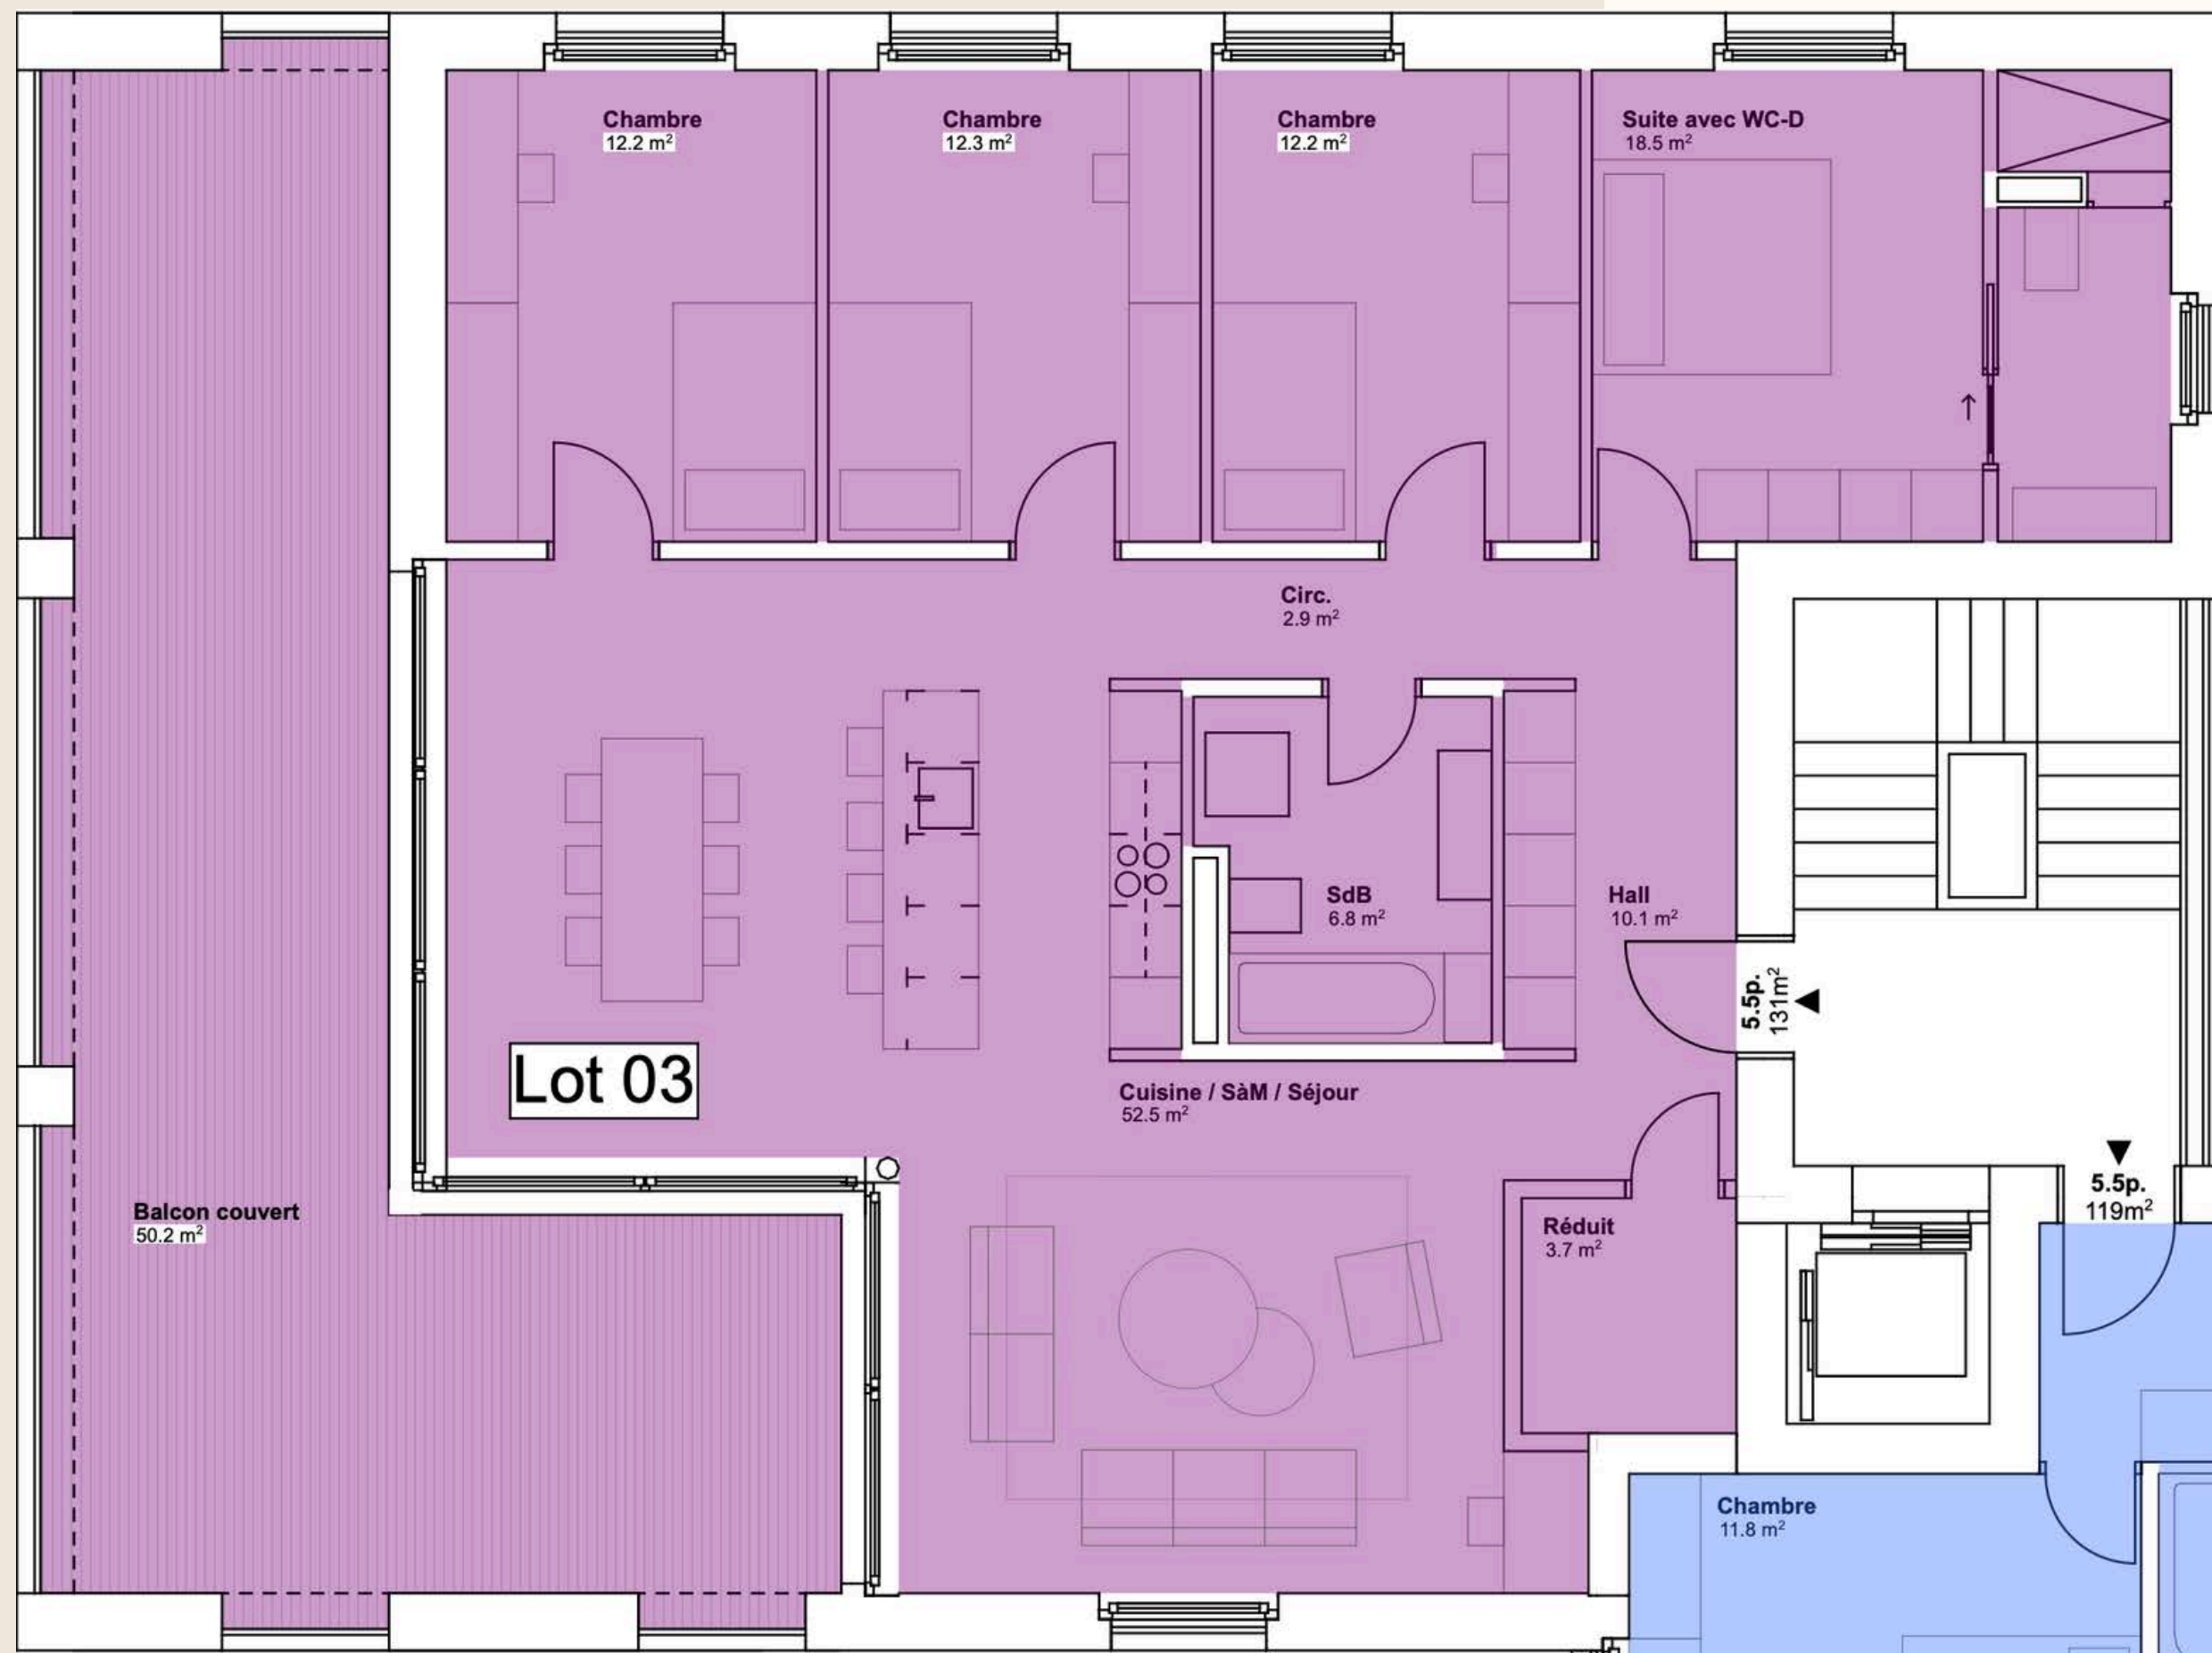 Chambre
12.2 m²
Chambre
12.3 m²
Chambre
12.2 m²
Suite avec WC-D
18.5 m²
Circ.
2.9 m²
SdB
6.8 m²
Hall
10.1 m²
5.5p.
131m²
Lot 03
Cuisine / SàM / Séjour
52.5 m²
Balcon couvert
50.2 m²
Réduit
3.7 m²
5.5p.
119m²
Chambre
11.8 m²